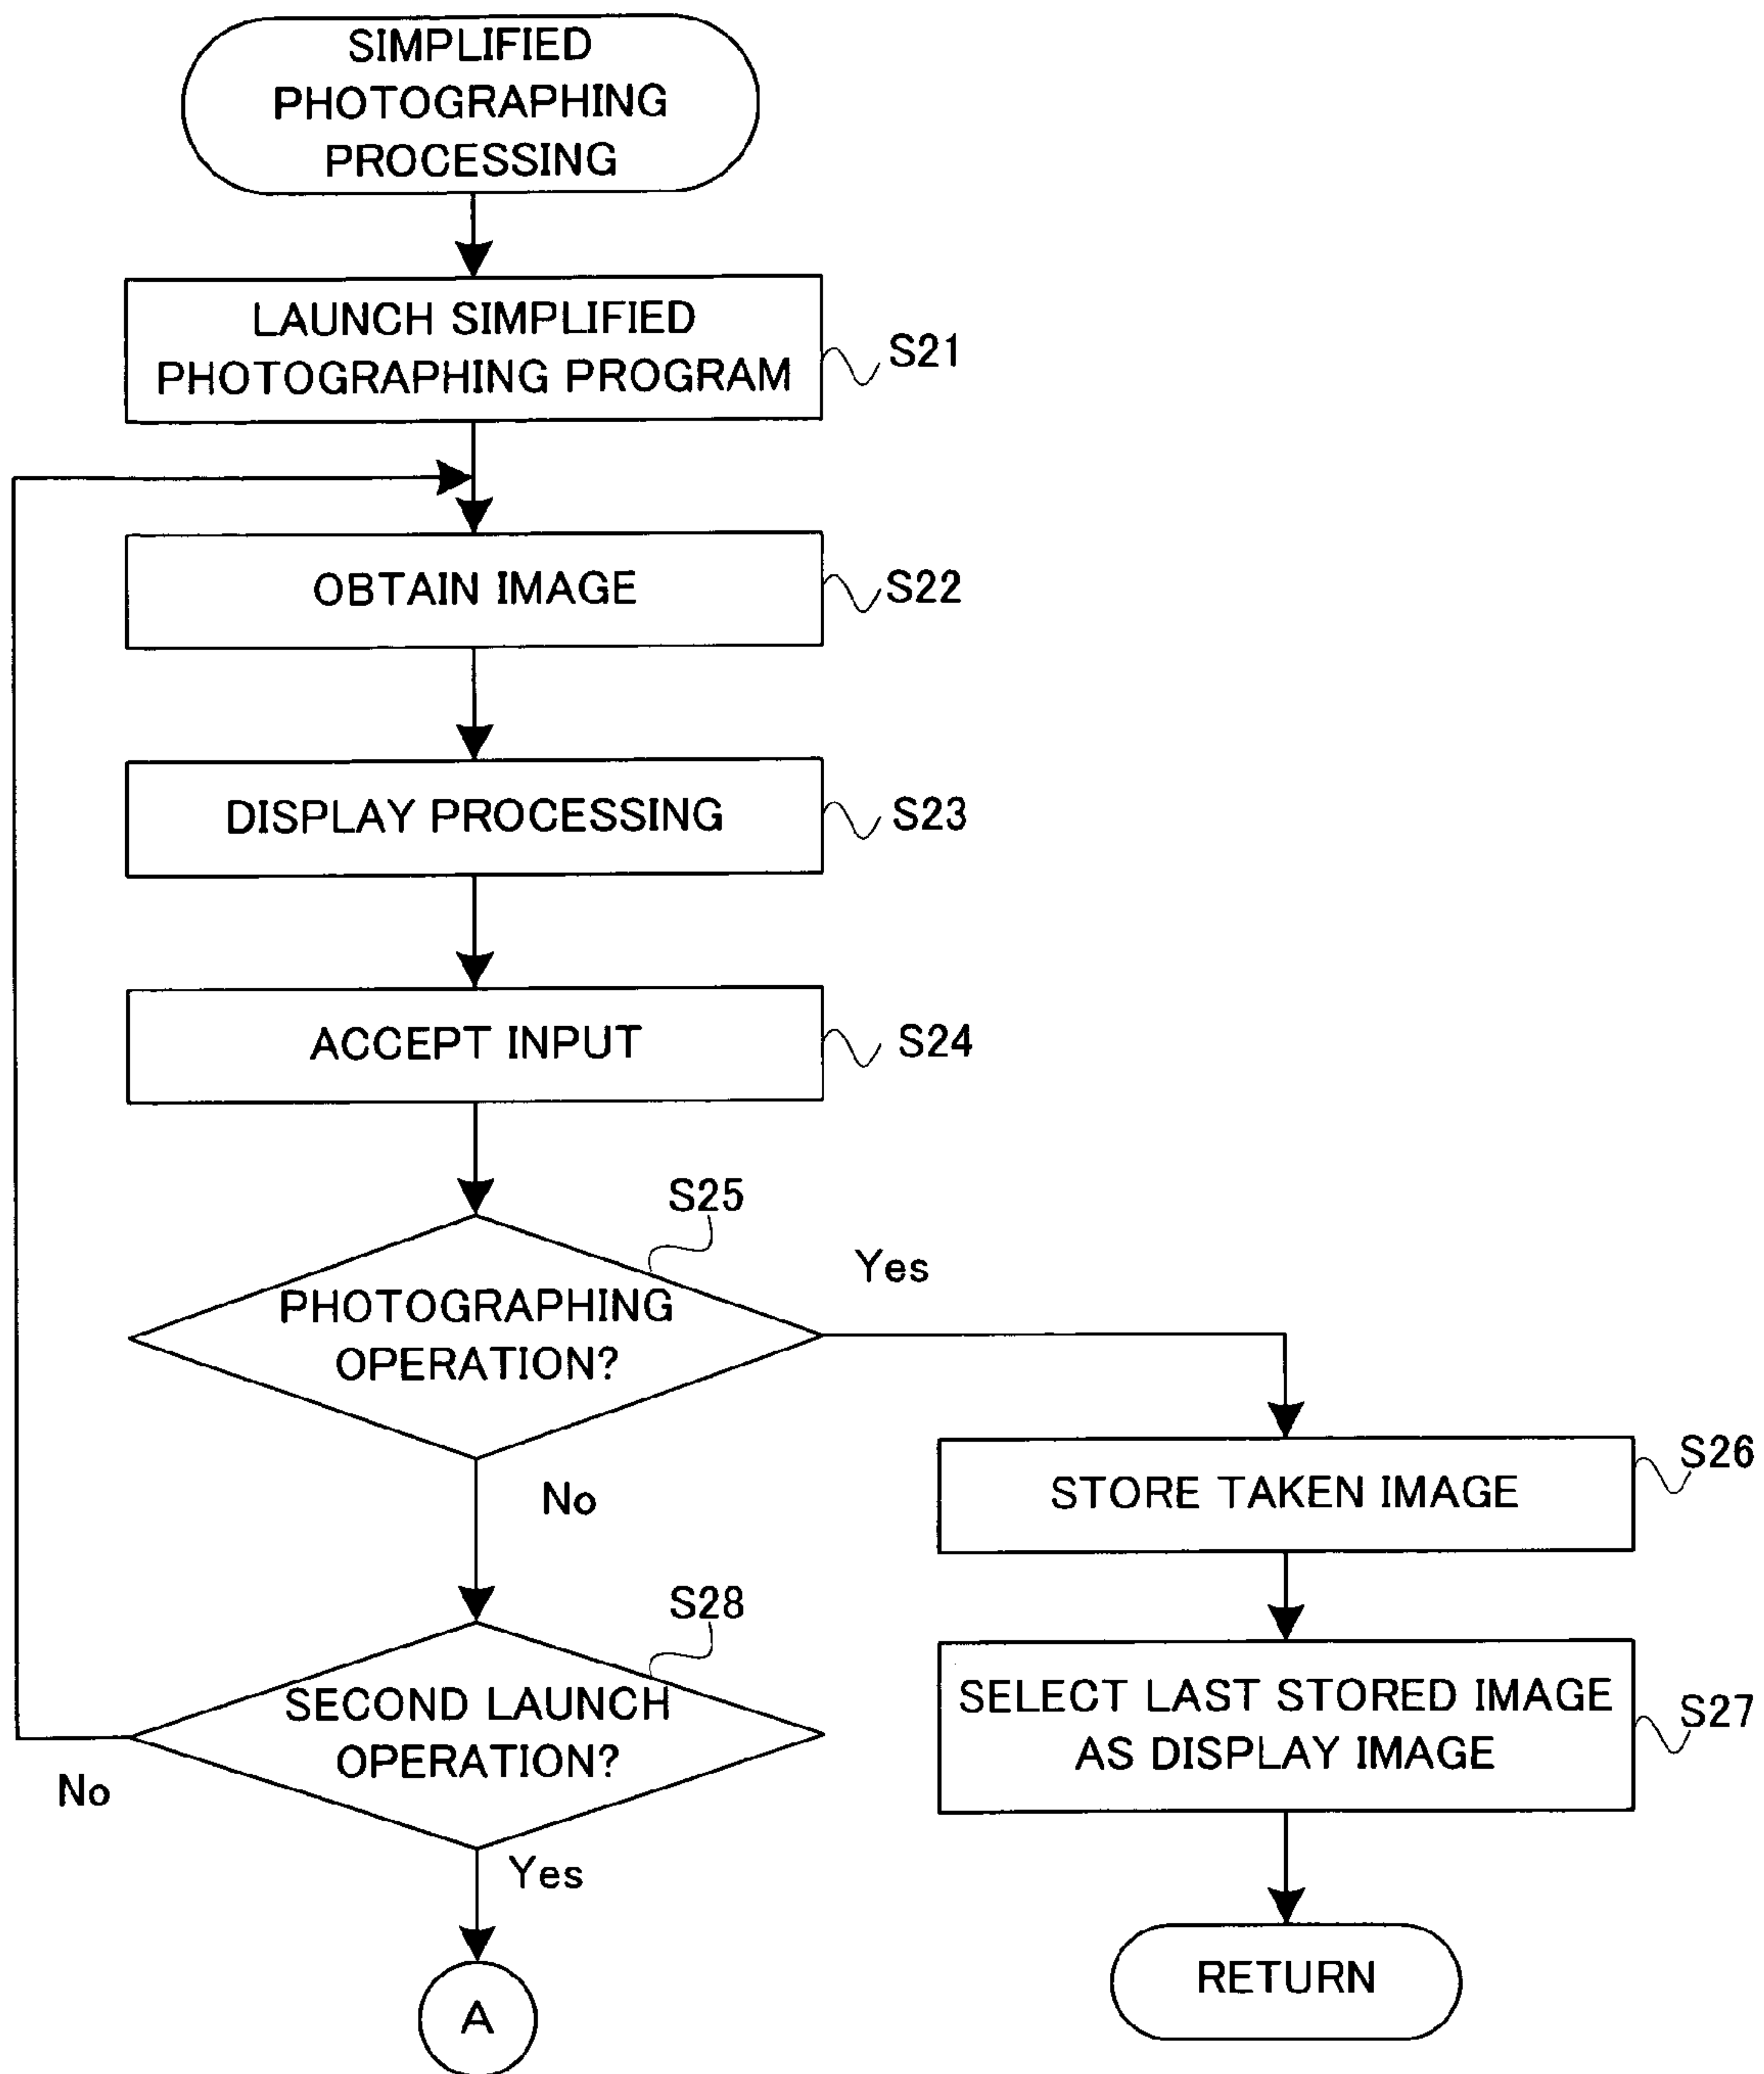 SIMPLIFIED
PHOTOGRAPHING
PROCESSING
LAUNCH SIMPLIFIED
PHOTOGRAPHING PROGRAM
S21
OBTAIN IMAGE
S22
DISPLAY PROCESSING
S23
ACCEPT INPUT
S24
S25
PHOTOGRAPHING
OPERATION?
Yes
No
STORE TAKEN IMAGE
S26
SELECT LAST STORED IMAGE
AS DISPLAY IMAGE
S27
RETURN
S28
SECOND LAUNCH
OPERATION?
No
Yes
A